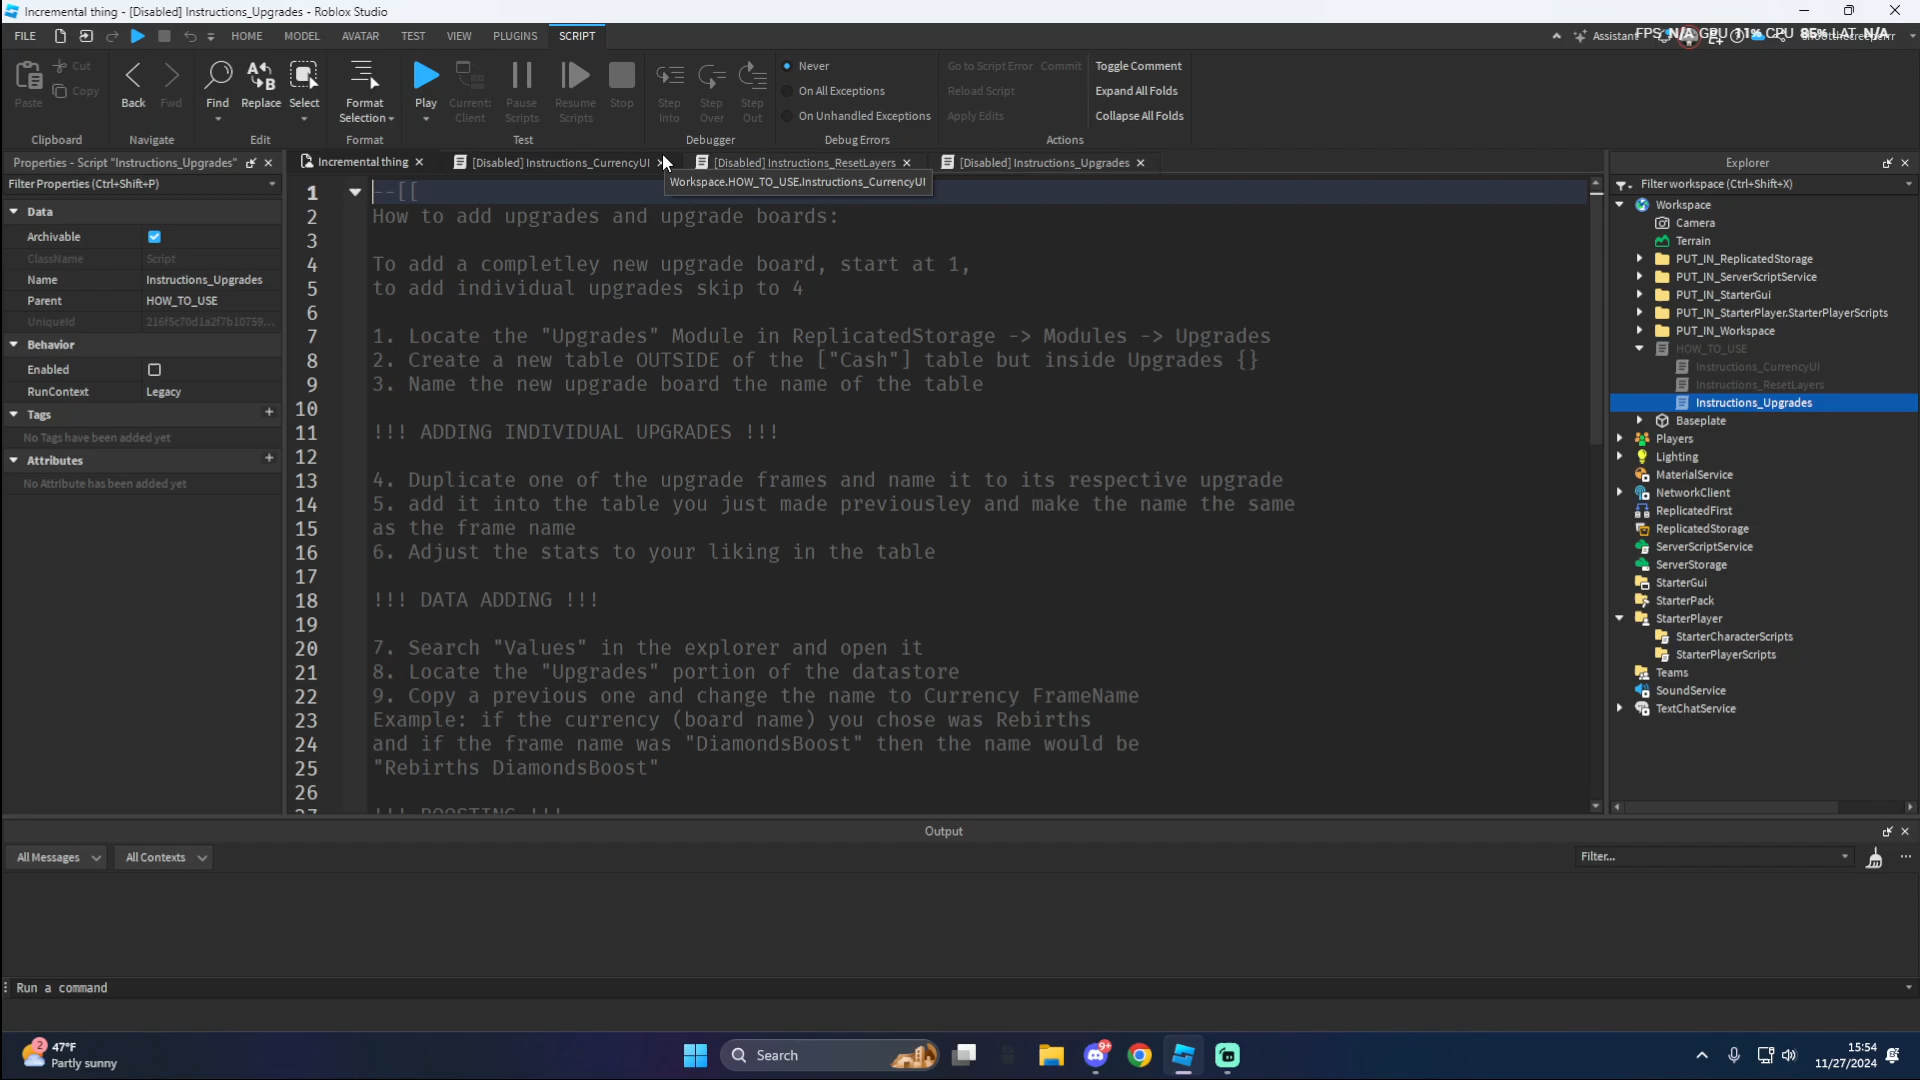 Incremental thing - [Disabled] Instructions_Upgrades - Roblox Studio
FILE HOME MODEL AVATAR TEST VIEW PLUGINS SCRIPT Assistant FPS N/A GPU 11% CPU 85% LAT N/A
Paste Cut Copy Back Fwd Find Replace Select Format Selection Play Current: Client Pause Scripts Resume Scripts Stop Step Into Step Over Step Out
Never
On All Exceptions
On Unhandled Exceptions
Go to Script Error Commit
Reload Script
Apply Edits
Toggle Comment
Expand All Folds
Collapse All Folds
Clipboard Navigate Edit Format Test Debugger Debug Errors Actions
Properties - Script "Instructions_Upgrades"
Filter Properties (Ctrl+Shift+P)
Data
Archivable
ClassName Script
Name Instructions_Upgrades
Parent HOW_TO_USE
UniqueId 216f5c70d1a2f7b10759...
Behavior
Enabled
RunContext Legacy
Tags
No Tags have been added yet
Attributes
No Attribute has been added yet
Incremental thing [Disabled] Instructions_CurrencyUI [Disabled] Instructions_ResetLayers [Disabled] Instructions_Upgrades
Workspace.HOW_TO_USE.Instructions_CurrencyUI
1 --[[
2 How to add upgrades and upgrade boards:
3
4 To add a completley new upgrade board, start at 1,
5 to add individual upgrades skip to 4
6
7 1. Locate the "Upgrades" Module in ReplicatedStorage -> Modules -> Upgrades
8 2. Create a new table OUTSIDE of the ["Cash"] table but inside Upgrades {}
9 3. Name the new upgrade board the name of the table
10
11 !!! ADDING INDIVIDUAL UPGRADES !!!
12
13 4. Duplicate one of the upgrade frames and name it to its respective upgrade
14 5. add it into the table you just made previousley and make the name the same
15 as the frame name
16 6. Adjust the stats to your liking in the table
17
18 !!! DATA ADDING !!!
19
20 7. Search "Values" in the explorer and open it
21 8. Locate the "Upgrades" portion of the datastore
22 9. Copy a previous one and change the name to Currency FrameName
23 Example: if the currency (board name) you chose was Rebirths
24 and if the frame name was "DiamondsBoost" then the name would be
25 "Rebirths DiamondsBoost"
26
27 !!! BOOSTING !!!
Explorer
Filter workspace (Ctrl+Shift+X)
Workspace
Camera
Terrain
PUT_IN_ReplicatedStorage
PUT_IN_ServerScriptService
PUT_IN_StarterGui
PUT_IN_StarterPlayer.StarterPlayerScripts
PUT_IN_Workspace
HOW_TO_USE
Instructions_CurrencyUI
Instructions_ResetLayers
Instructions_Upgrades
Baseplate
Players
Lighting
MaterialService
NetworkClient
ReplicatedFirst
ReplicatedStorage
ServerScriptService
ServerStorage
StarterGui
StarterPack
StarterPlayer
StarterCharacterScripts
StarterPlayerScripts
Teams
SoundService
TextChatService
Output
All Messages All Contexts Filter...
Run a command
2 47°F
Partly sunny
Search
9+
15:54
11/27/2024